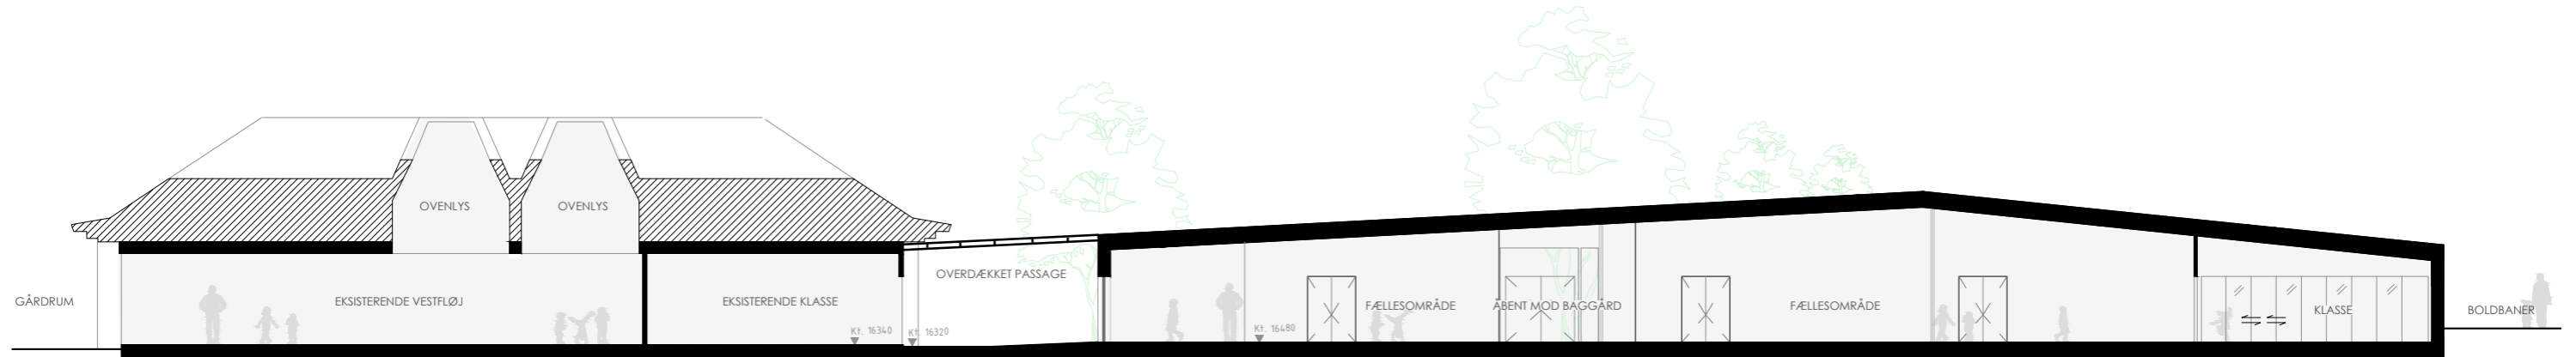 OVENLYS
OVENLYS
OVERDÆKKET PASSAGE
GÅRDRUM
EKSISTERENDE VESTFLØJ
EKSISTERENDE KLASSE
FÆLLESOMRÅDE
ÅBENT MOD BAGGÅRD
FÆLLESOMRÅDE
KLASSE
BOLDBANER
Kt. 16340
Kt. 16320
Kt. 16480